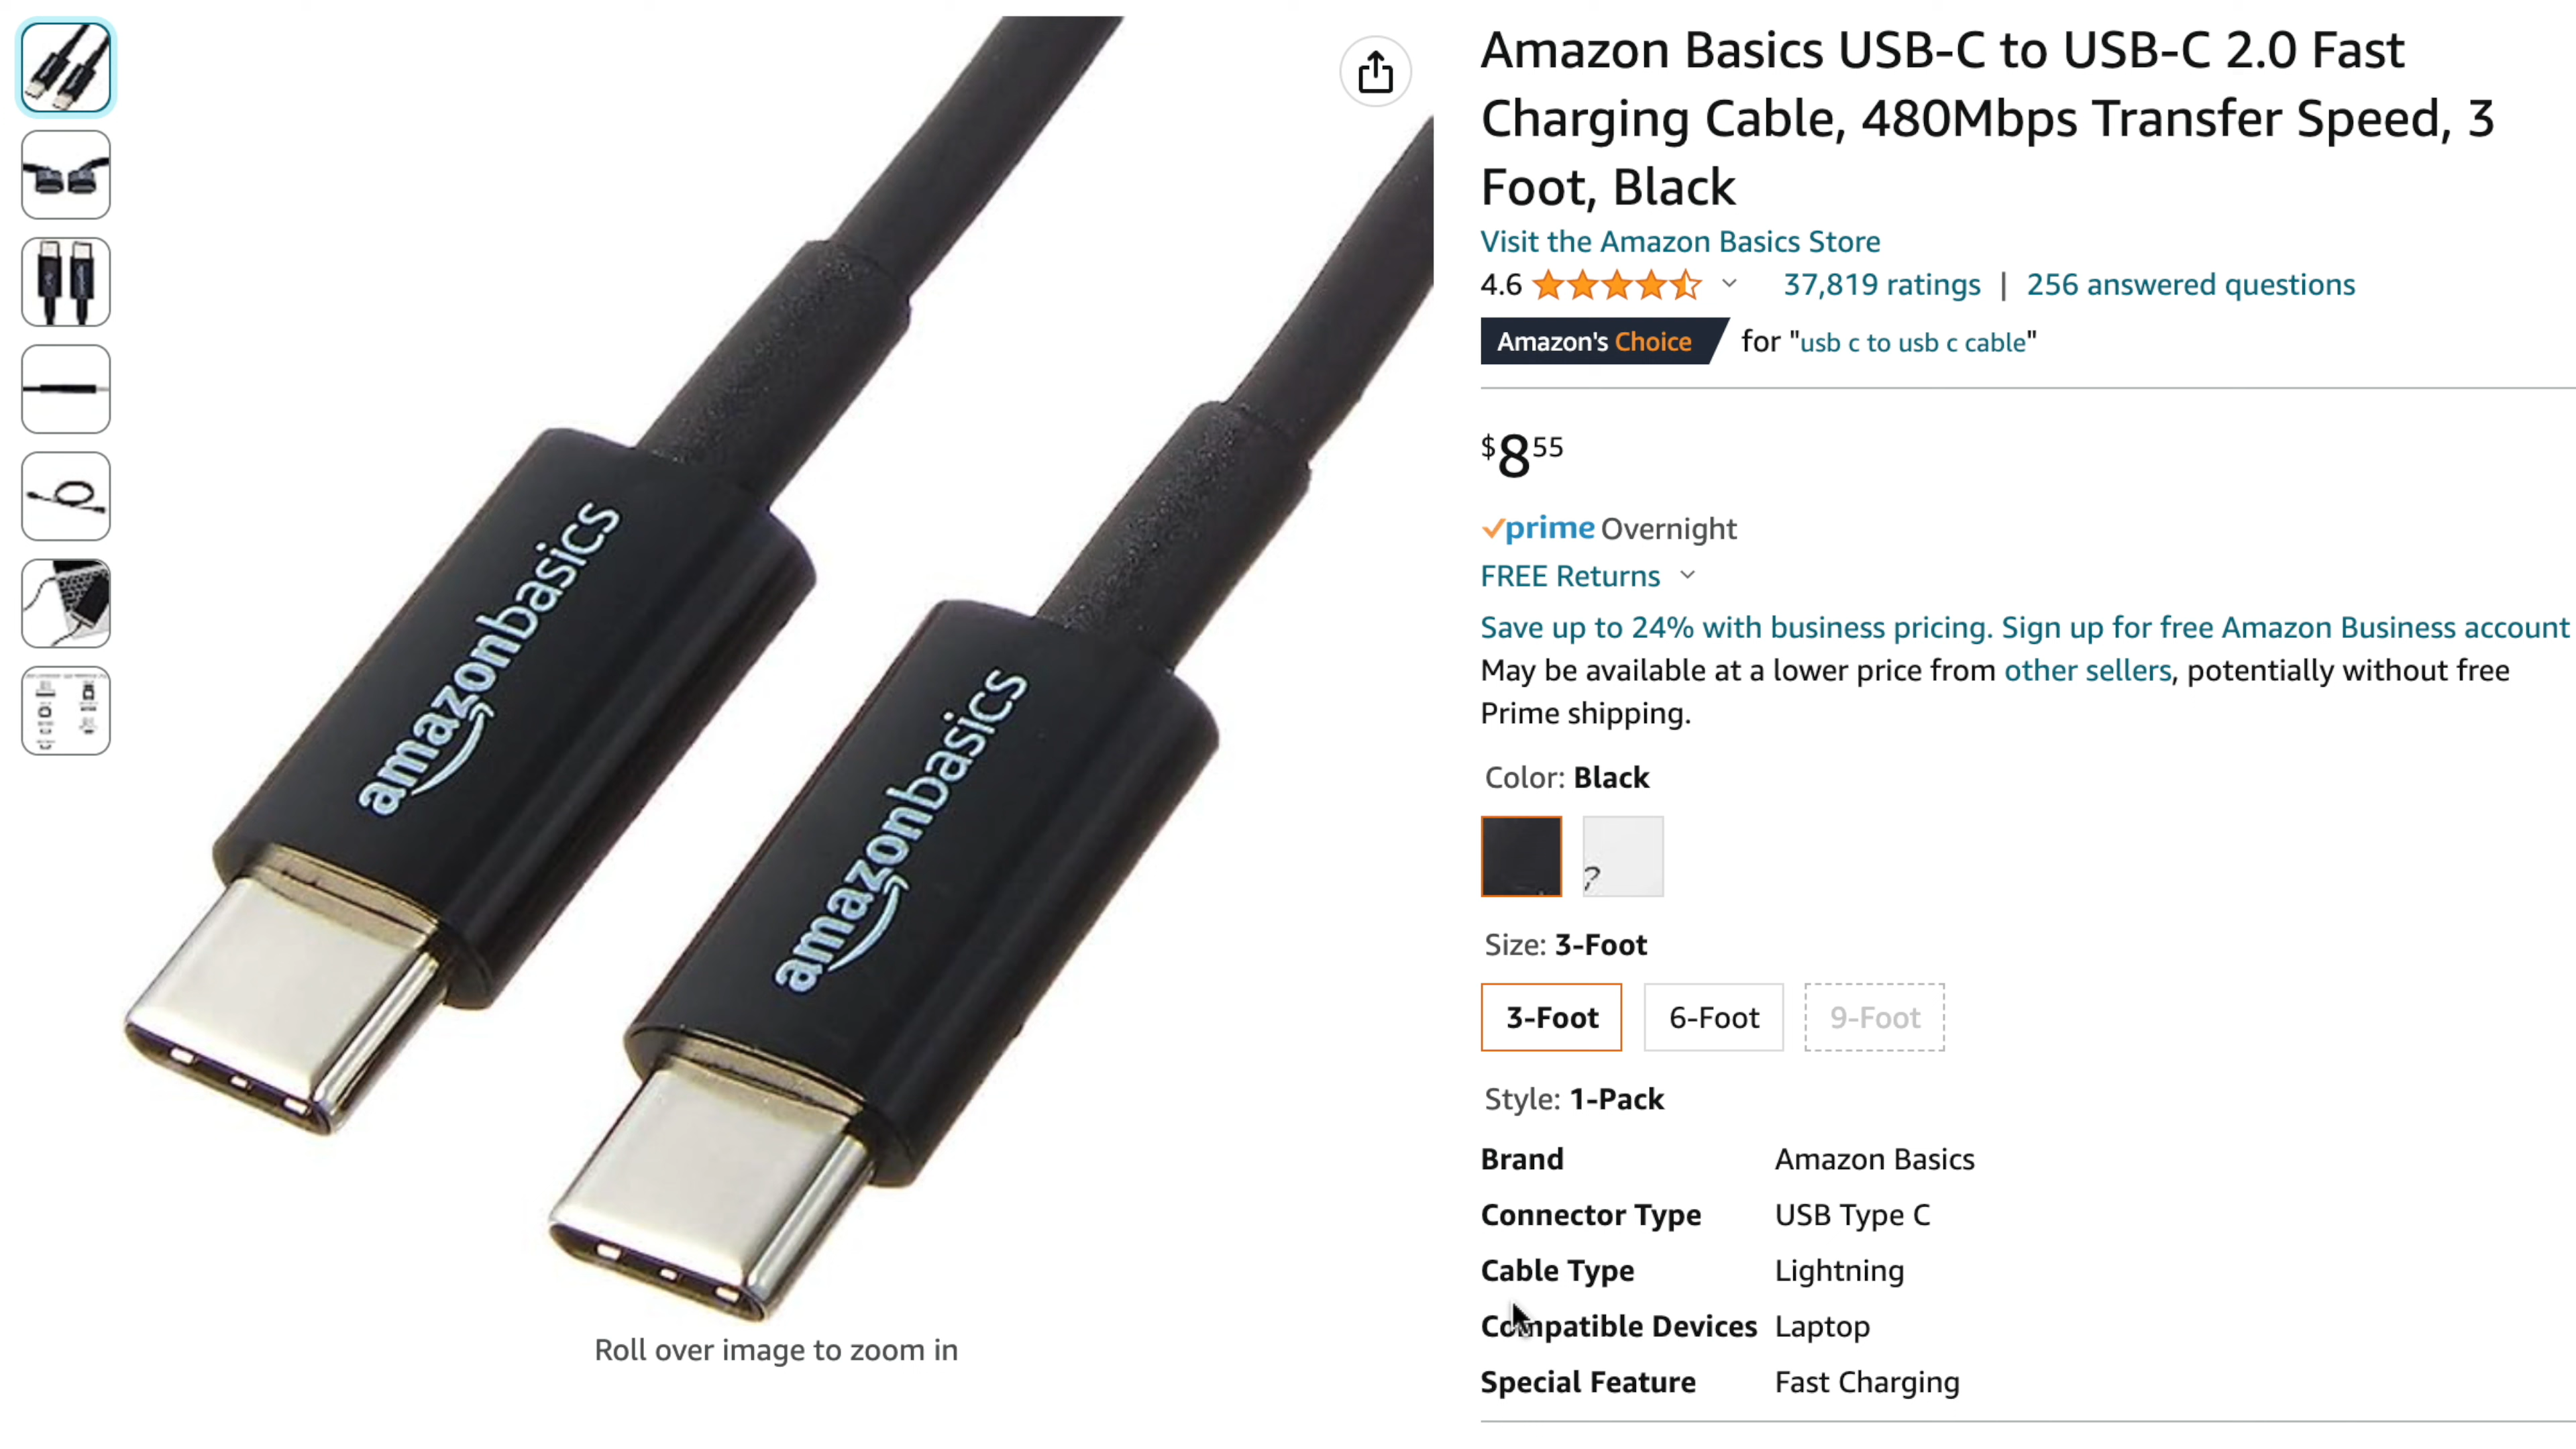 amazonbasics
amazonbasics
Roll over image to zoom in
Amazon Basics USB-C to USB-C 2.0 Fast
Charging Cable, 480Mbps Transfer Speed, 3
Foot, Black
Visit the Amazon Basics Store
4.6 37,819 ratings | 256 answered questions
Amazon's Choice for "usb c to usb c cable"
$8 55
prime Overnight
FREE Returns
Save up to 24% with business pricing. Sign up for free Amazon Business account
May be available at a lower price from other sellers, potentially without free
Prime shipping.
Color: Black
?
Size: 3-Foot
3-Foot 6-Foot 9-Foot
Style: 1-Pack
Brand Amazon Basics
Connector Type USB Type C
Cable Type Lightning
Compatible Devices Laptop
Special Feature Fast Charging